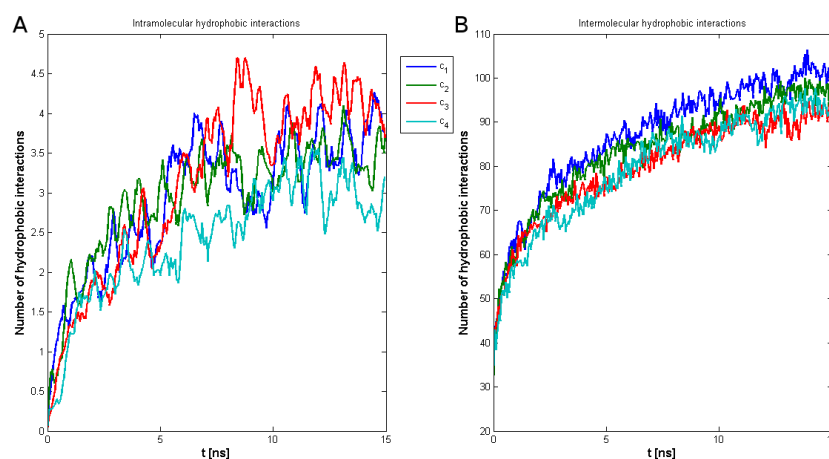 A
Intramolecular hydrophobic interactions
5
4.5
4
3.5
3
2.5
2
1.5
1
0.5
0
0
5
10
15
Number of hydrophobic interactions
t [ns]
c1
c2
c3
c4
B
Intermolecular hydrophobic interactions
110
100
90
80
70
60
50
40
30
20
0
5
10
15
Number of hydrophobic interactions
t [ns]